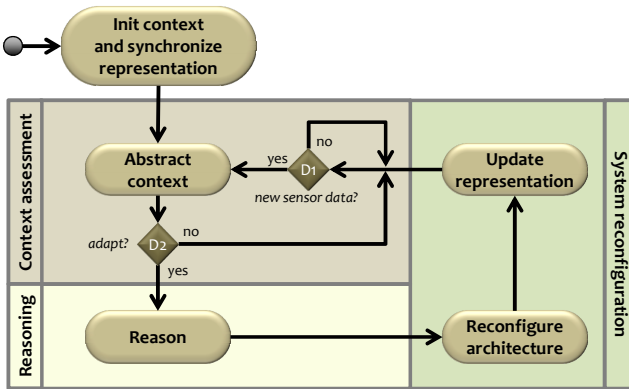 Init context
and synchronize
representation
Context assessment
Abstract
context
yes
D1
no
new sensor data?
Update
representation
System reconfiguration
adapt?
D2
no
yes
Reasoning
Reason
Reconfigure
architecture